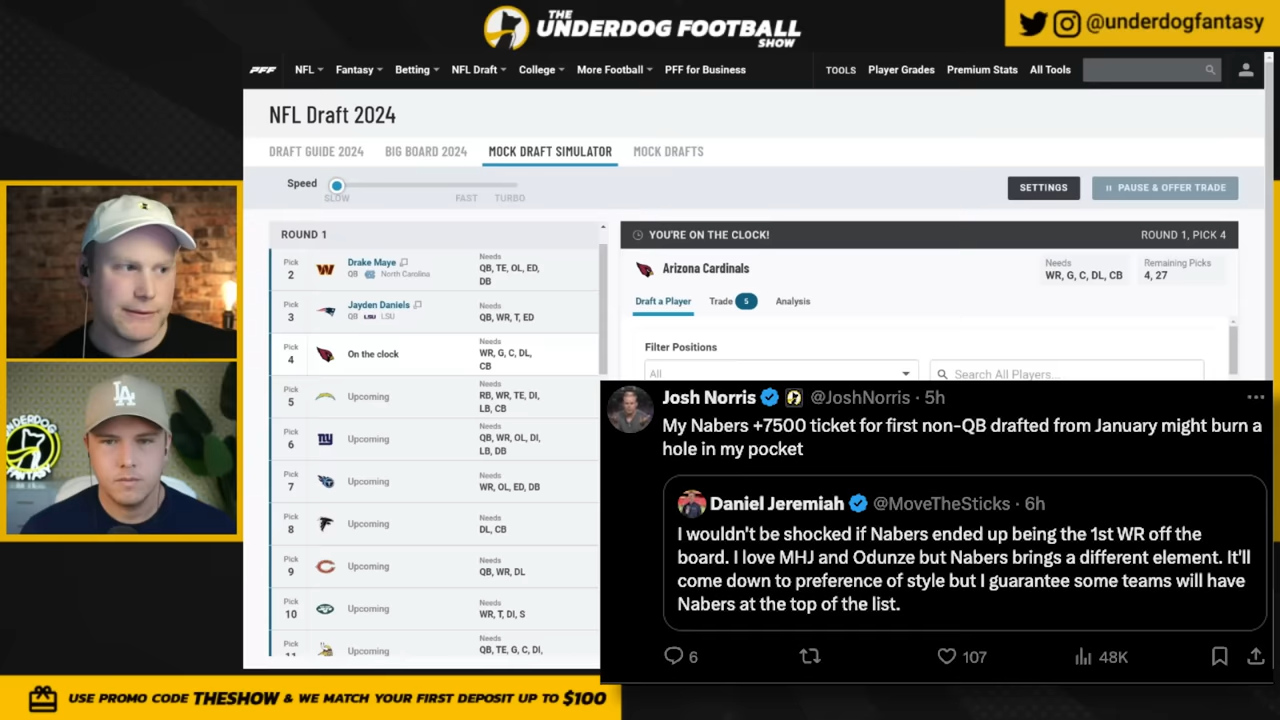 THE
UNDERDOG FOOTBALL
SHOW
@underdogfantasy
PFF NFL Fantasy Betting NFL Draft College More Football PFF for Business TOOLS Player Grades Premium Stats All Tools
NFL Draft 2024
DRAFT GUIDE 2024 BIG BOARD 2024 MOCK DRAFT SIMULATOR MOCK DRAFTS
Speed
SLOW FAST TURBO
SETTINGS PAUSE & OFFER TRADE
ROUND 1
Pick 2 Drake Maye QB North Carolina Needs QB, TE, OL, ED, DB
Pick 3 Jayden Daniels QB LSU LSU Needs QB, WR, T, ED
Pick 4 On the clock Needs WR, G, C, DL, CB
Pick 5 Upcoming Needs RB, WR, TE, DI, LB, CB
Pick 6 Upcoming Needs QB, WR, OL, DI, LB, DB
Pick 7 Upcoming Needs WR, OL, ED, DB
Pick 8 Upcoming Needs DL, CB
Pick 9 Upcoming Needs QB, WR, DL
Pick 10 Upcoming Needs WR, T, DI, S
Pick 11 Upcoming Needs QB, TE, G, C, DI,
YOU'RE ON THE CLOCK! ROUND 1, PICK 4
Arizona Cardinals
Needs
WR, G, C, DL, CB
Remaining Picks
4, 27
Draft a Player Trade 5 Analysis
Filter Positions
All
Search All Players...
Josh Norris @JoshNorris · 5h
My Nabers +7500 ticket for first non-QB drafted from January might burn a
hole in my pocket
Daniel Jeremiah @MoveTheSticks · 6h
I wouldn't be shocked if Nabers ended up being the 1st WR off the
board. I love MHJ and Odunze but Nabers brings a different element. It'll
come down to preference of style but I guarantee some teams will have
Nabers at the top of the list.
6 107 48K
LA
UNDERDOG
USE PROMO CODE THESHOW & WE MATCH YOUR FIRST DEPOSIT UP TO $100